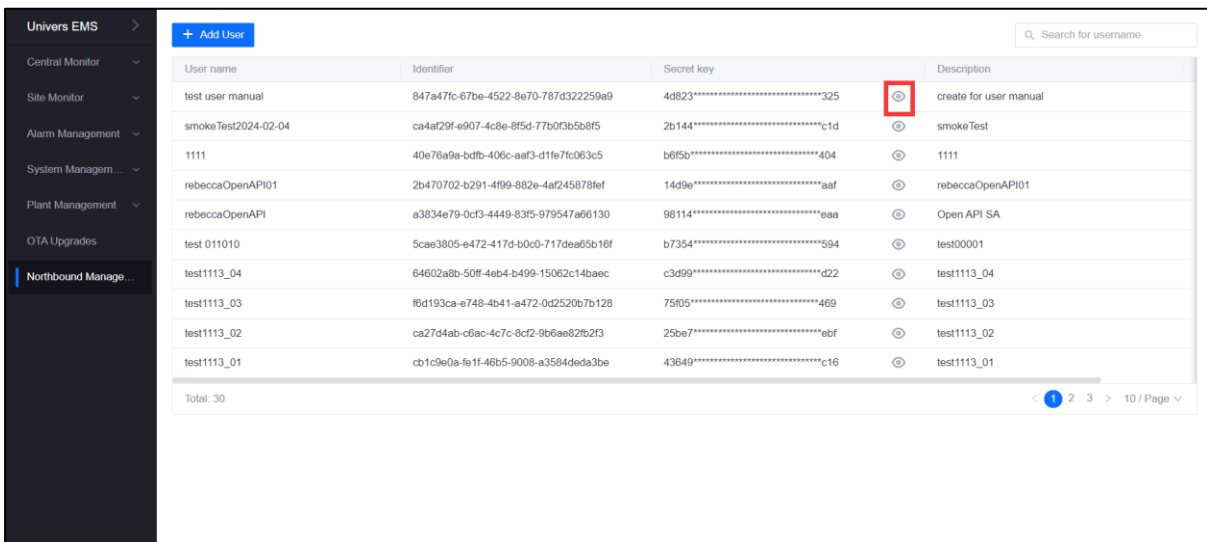 Univers EMS
+ Add User
Search for username
Central Monitor
Site Monitor
Alarm Management
System Managem...
Plant Management
OTA Upgrades
Northbound Manage...
User name Identifier Secret key Description
test user manual 847a47fc-67be-4522-8e70-787d322259a9 4d823********************************325 create for user manual
smokeTest2024-02-04 ca4af29f-e907-4c8e-8f5d-77b0f3b5b8f5 2b144********************************c1d smokeTest
1111 40e76a9a-bdfb-406c-aaf3-d1fe7fc063c5 b6f5b********************************404 1111
rebeccaOpenAPI01 2b470702-b291-4f99-882e-4af245878fef 14d9e********************************aaf rebeccaOpenAPI01
rebeccaOpenAPI a3834e79-0cf3-4449-83f5-979547a66130 98114********************************eaa Open API SA
test 011010 5cae3805-e472-417d-b0c0-717dea65b16f b7354********************************594 test00001
test1113_04 64602a8b-50ff-4eb4-b499-15062c14baec c3d99********************************d22 test1113_04
test1113_03 f6d193ca-e748-4b41-a472-0d2520b7b128 75f05********************************469 test1113_03
test1113_02 ca27d4ab-c6ac-4c7c-8cf2-9b6ae82fb2f3 25be7********************************ebf test1113_02
test1113_01 cb1c9e0a-fe1f-46b5-9008-a3584deda3be 43649********************************c16 test1113_01
Total: 30 < 1 2 3 > 10 / Page